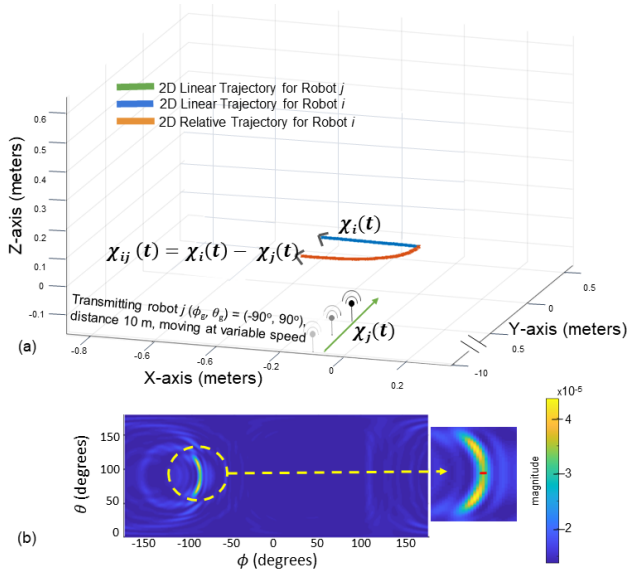 2D Linear Trajectory for Robot j
2D Linear Trajectory for Robot i
2D Relative Trajectory for Robot i
Z-axis (meters)
0.6
0.5
0.4
0.3
0.2
0.1
0
-0.1
χi(t)
χij (t) = χi(t) − χj(t)
Transmitting robot j (ϕg, θg) = (-90º, 90º),
distance 10 m, moving at variable speed
χj(t)
(a)
-0.8
-0.6
-0.4
-0.2
0
0.2
X-axis (meters)
-10
0.5
0
0.5
Y-axis (meters)
θ (degrees)
150
100
50
0
-150
-100
-50
0
50
100
150
ϕ (degrees)
(b)
4
3
2
×10⁻⁵
magnitude